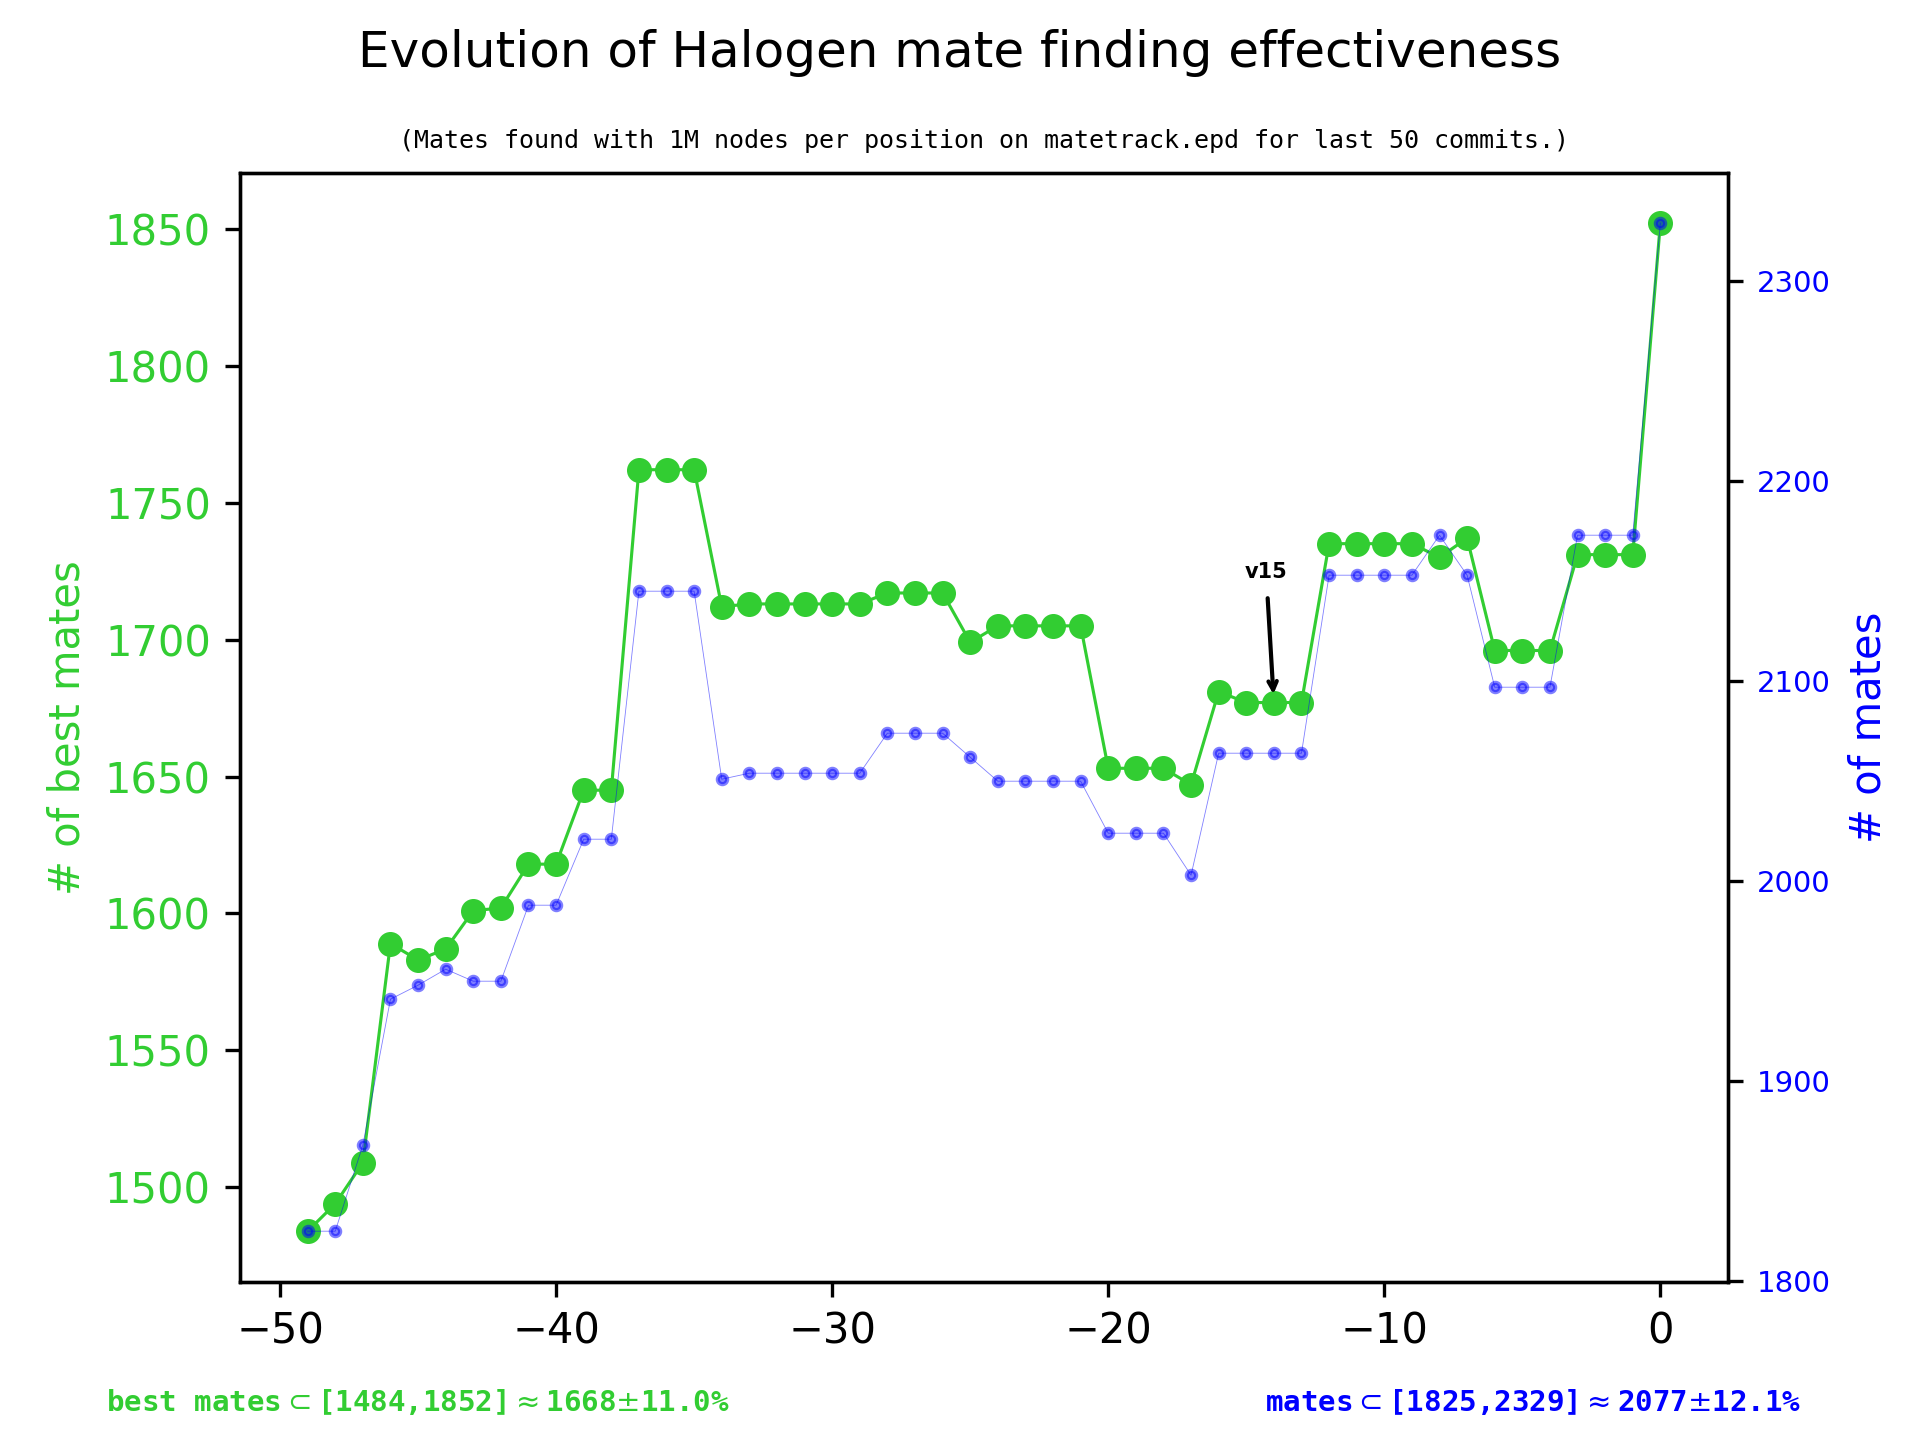 Evolution of Halogen mate finding effectiveness
(Mates found with 1M nodes per position on matetrack.epd for last 50 commits.)
# of best mates
1850
1800
1750
1700
1650
1600
1550
1500
v15
2300
2200
2100
2000
1900
1800
# of mates
−50 −40 −30 −20 −10 0
best mates ⊂ [1484,1852] ≈ 1668±11.0%
mates ⊂ [1825,2329] ≈ 2077±12.1%